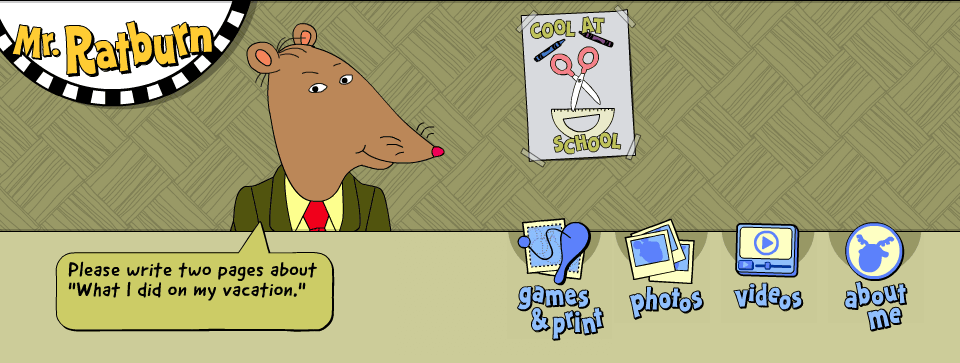 Mr. Ratburn
COOL AT
SCHOOL
Please write two pages about
"What I did on my vacation."
games
& print
photos
videos
about
me